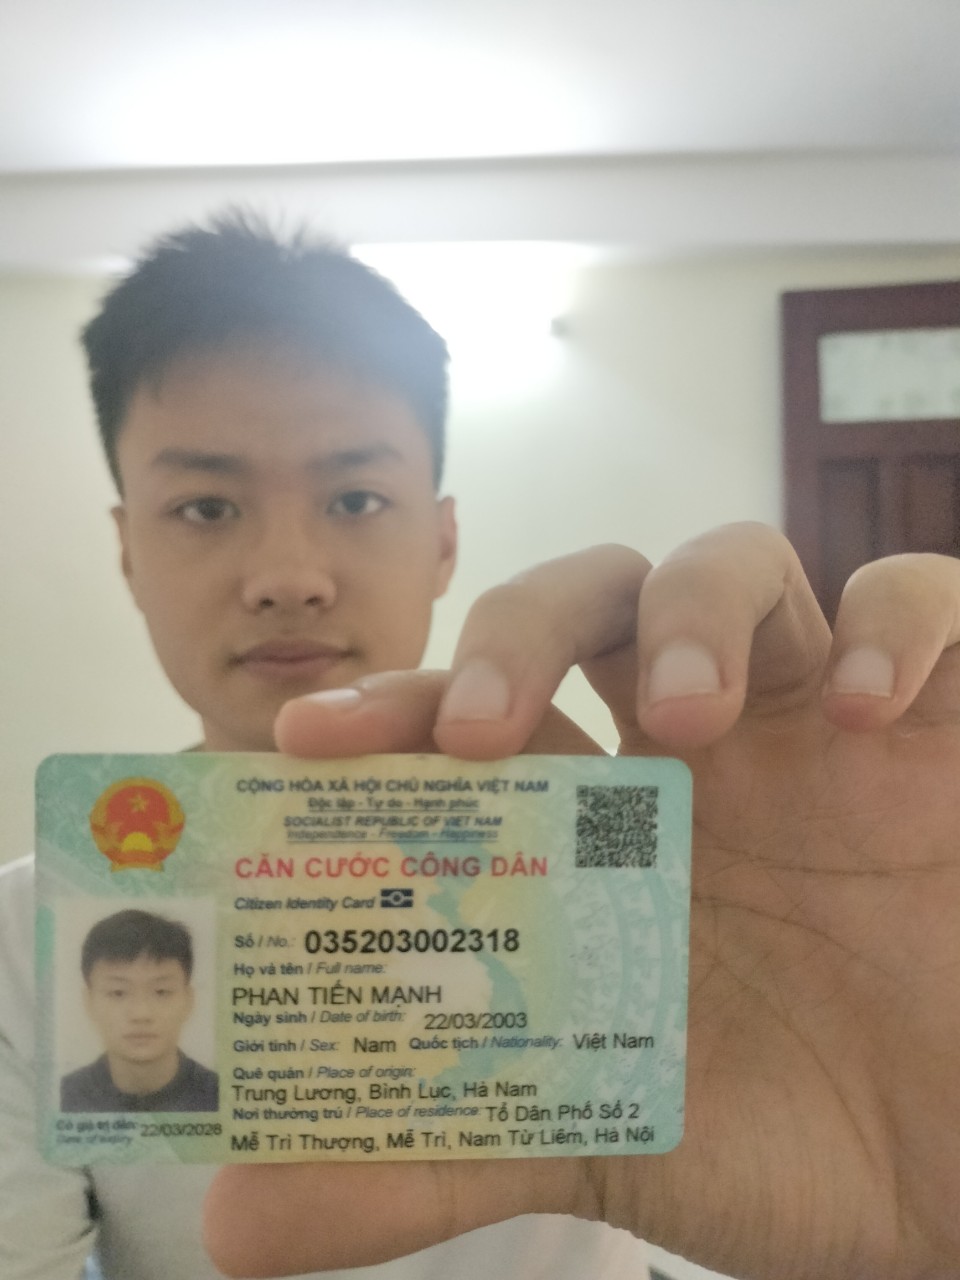 CỘNG HÒA XÃ HỘI CHỦ NGHĨA VIỆT NAM
Độc lập - Tự do - Hạnh phúc
SOCIALIST REPUBLIC OF VIET NAM
Independence - Freedom - Happiness
CĂN CƯỚC CÔNG DÂN
Citizen Identity Card
Số / No.: 035203002318
Họ và tên / Full name:
PHAN TIẾN MẠNH
Ngày sinh / Date of birth: 22/03/2003
Giới tính / Sex: Nam Quốc tịch / Nationality: Việt Nam
Quê quán / Place of origin:
Trung Lương, Bình Lục, Hà Nam
Nơi thường trú / Place of residence: Tổ Dân Phố Số 2
Mễ Trì Thượng, Mễ Trì, Nam Từ Liêm, Hà Nội
Có giá trị đến: 22/03/2028
Date of expiry